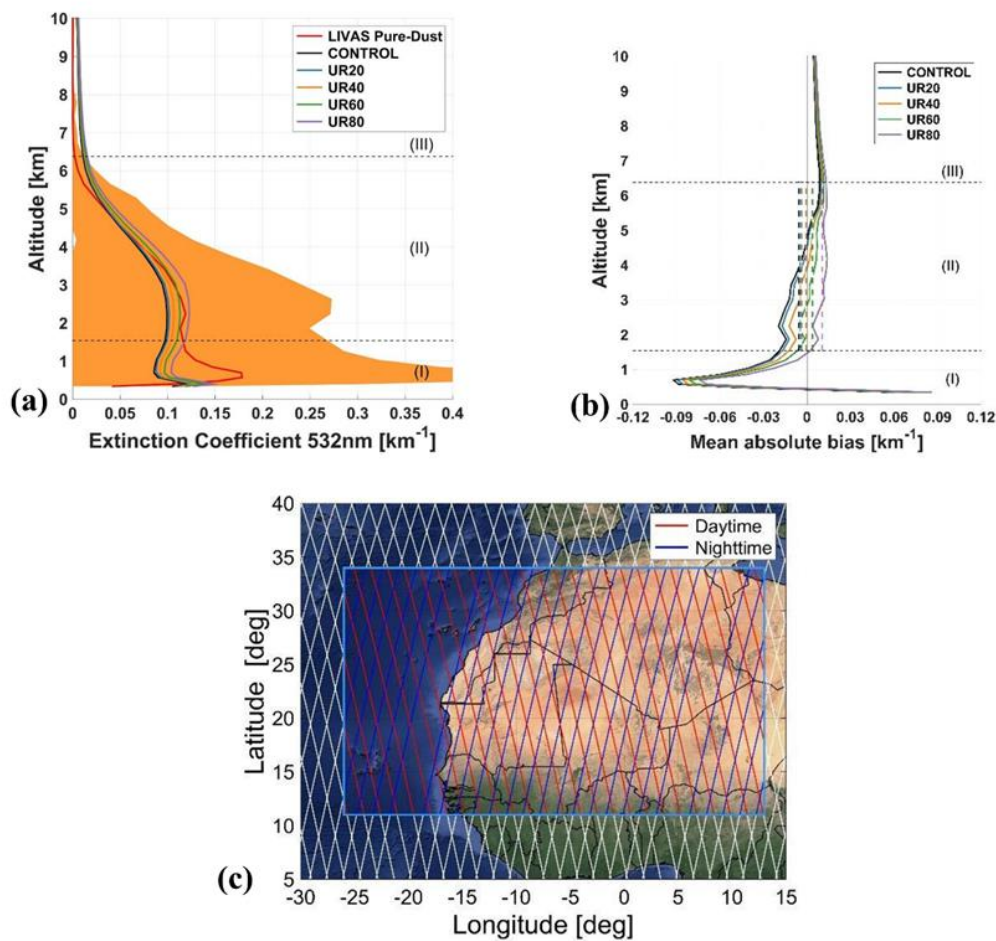 10
9
8
7
6
5
4
3
2
1
0
Altitude [km]
LIVAS Pure-Dust
CONTROL
UR20
UR40
UR60
UR80
(III)
(II)
(I)
(a)
0 0.05 0.1 0.15 0.2 0.25 0.3 0.35 0.4
Extinction Coefficient 532nm [km⁻¹]
10
9
8
7
6
5
4
3
2
1
0
Altitude [km]
CONTROL
UR20
UR40
UR60
UR80
(III)
(II)
(I)
(b)
-0.12 -0.09 -0.06 -0.03 0 0.03 0.06 0.09 0.12
Mean absolute bias [km⁻¹]
40
35
30
25
20
15
10
5
Latitude [deg]
Daytime
Nighttime
(c)
-30 -25 -20 -15 -10 -5 0 5 10 15
Longitude [deg]